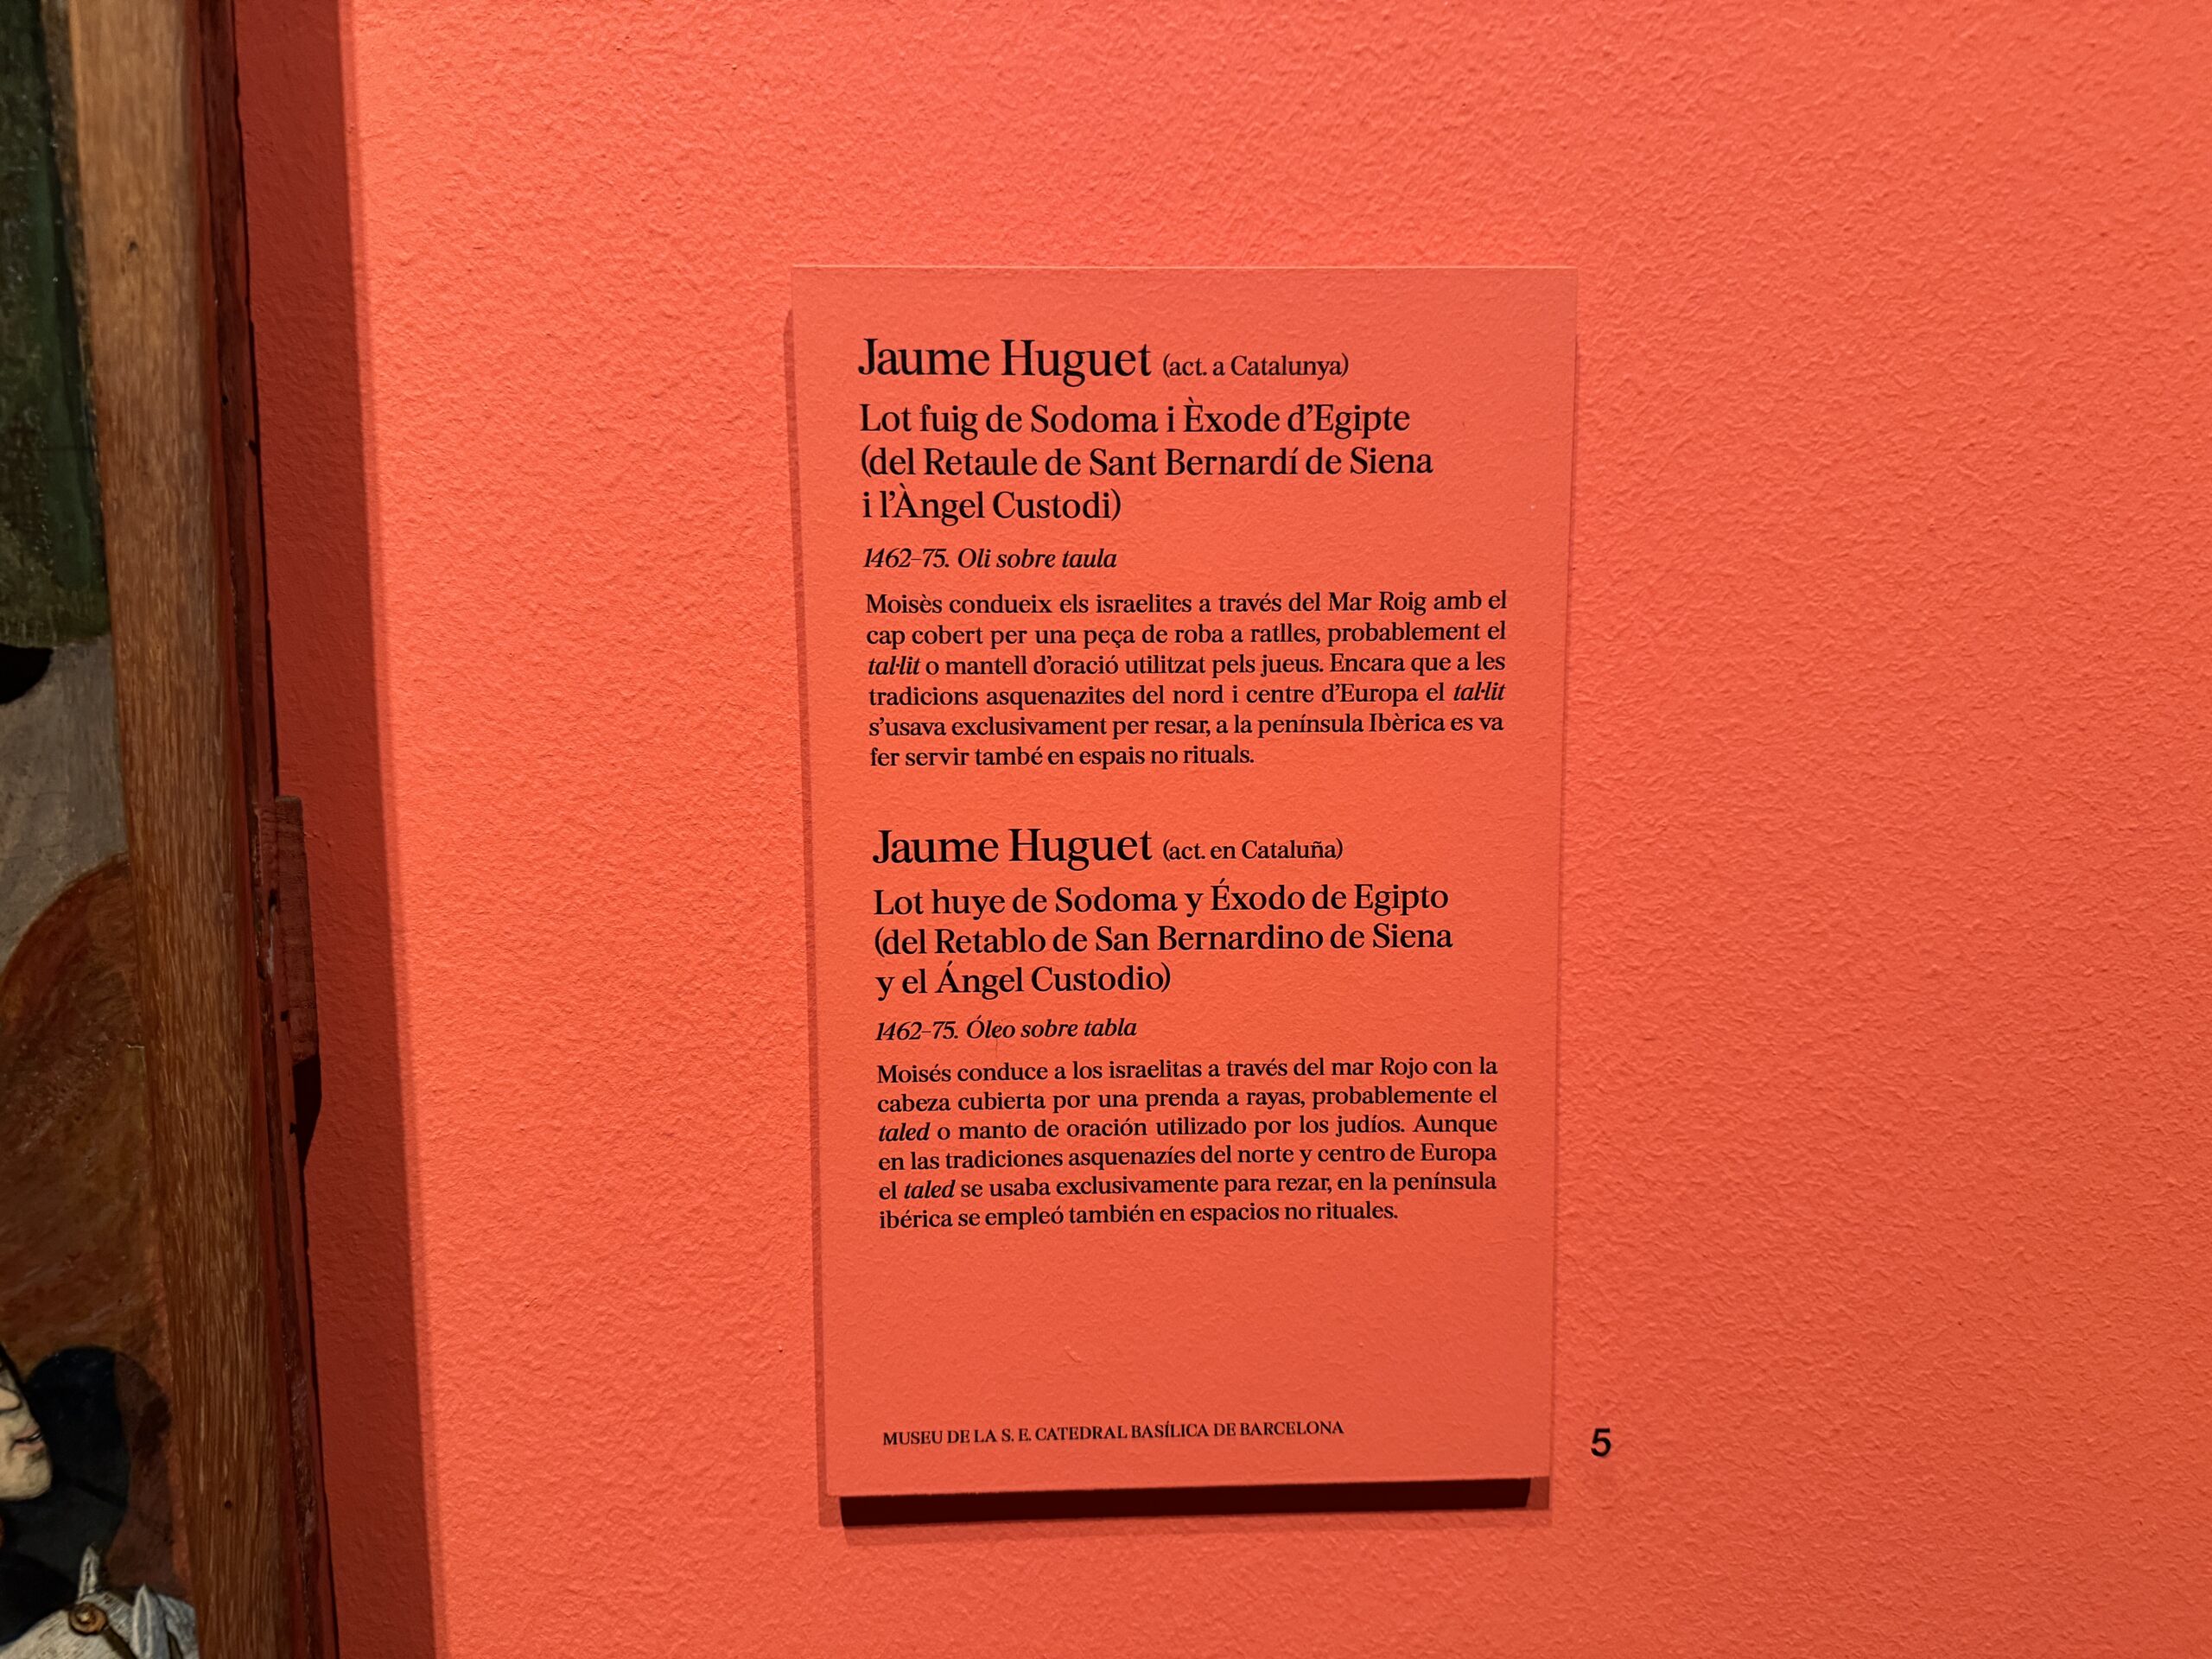 Jaume Huguet (act. a Catalunya)
Lot fuig de Sodoma i Èxode d’Egipte
(del Retaule de Sant Bernardí de Siena
i l’Àngel Custodi)
1462–75. Oli sobre taula
Moisès condueix els israelites a través del Mar Roig amb el
cap cobert per una peça de roba a ratlles, probablement el
tal·lit o mantell d’oració utilitzat pels jueus. Encara que a les
tradicions asquenazites del nord i centre d’Europa el tal·lit
s’usava exclusivament per resar, a la península Ibèrica es va
fer servir també en espais no rituals.
Jaume Huguet (act. en Cataluña)
Lot huye de Sodoma y Éxodo de Egipto
(del Retablo de San Bernardino de Siena
y el Ángel Custodio)
1462–75. Óleo sobre tabla
Moisés conduce a los israelitas a través del mar Rojo con la
cabeza cubierta por una prenda a rayas, probablemente el
taled o manto de oración utilizado por los judíos. Aunque
en las tradiciones asquenazíes del norte y centro de Europa
el taled se usaba exclusivamente para rezar, en la península
ibérica se empleó también en espacios no rituales.
MUSEU DE LA S. E. CATEDRAL BASÍLICA DE BARCELONA
5